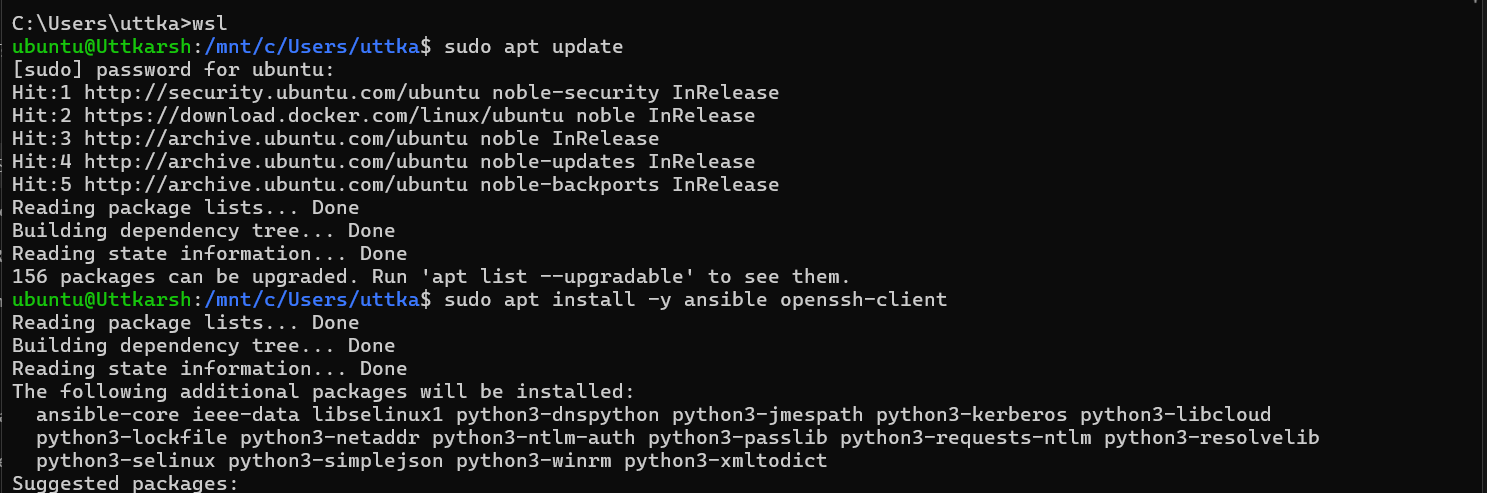 C:\Users\uttka>wsl
ubuntu@Uttkarsh:/mnt/c/Users/uttka$ sudo apt update
[sudo] password for ubuntu:
Hit:1 http://security.ubuntu.com/ubuntu noble-security InRelease
Hit:2 https://download.docker.com/linux/ubuntu noble InRelease
Hit:3 http://archive.ubuntu.com/ubuntu noble InRelease
Hit:4 http://archive.ubuntu.com/ubuntu noble-updates InRelease
Hit:5 http://archive.ubuntu.com/ubuntu noble-backports InRelease
Reading package lists... Done
Building dependency tree... Done
Reading state information... Done
156 packages can be upgraded. Run 'apt list --upgradable' to see them.
ubuntu@Uttkarsh:/mnt/c/Users/uttka$ sudo apt install -y ansible openssh-client
Reading package lists... Done
Building dependency tree... Done
Reading state information... Done
The following additional packages will be installed:
  ansible-core ieee-data libselinux1 python3-dnspython python3-jmespath python3-kerberos python3-libcloud
  python3-lockfile python3-netaddr python3-ntlm-auth python3-passlib python3-requests-ntlm python3-resolvelib
  python3-selinux python3-simplejson python3-winrm python3-xmltodict
Suggested packages: